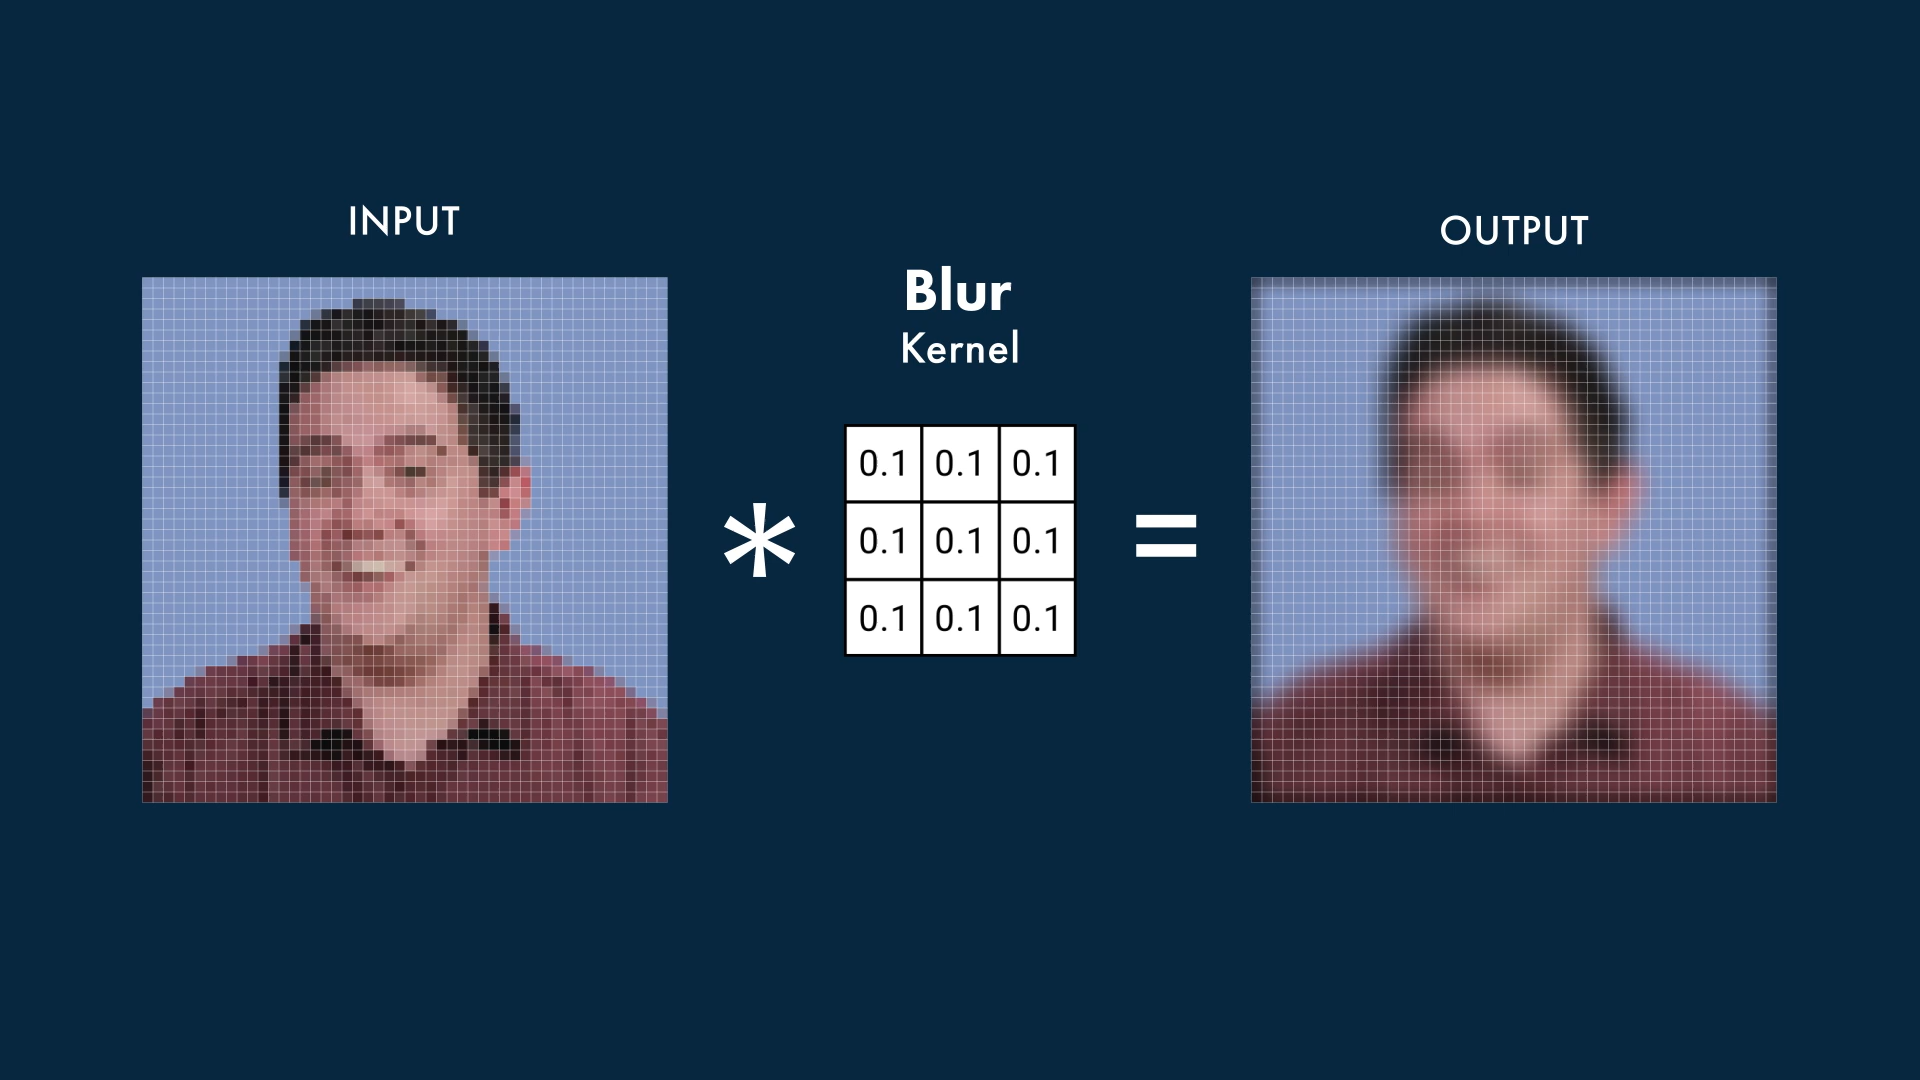 INPUT
OUTPUT
Blur
Kernel
0.1 0.1 0.1
* 0.1 0.1 0.1 =
0.1 0.1 0.1